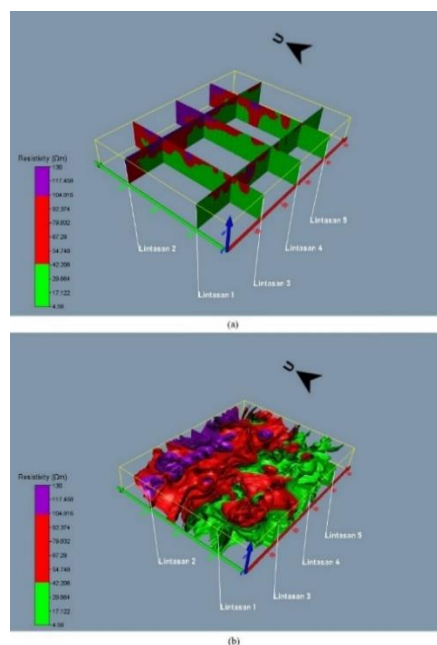 U
Resistivity (Ωm)
130
117.458
104.915
92.374
79.832
67.29
54.748
42.206
29.664
17.122
4.58
Lintasan 5
Lintasan 2
Lintasan 4
Lintasan 3
Lintasan 1
(a)
U
Resistivity (Ωm)
130
117.458
104.915
92.374
79.832
67.29
54.748
42.206
29.664
17.122
4.58
Lintasan 5
Lintasan 2
Lintasan 4
Lintasan 3
Lintasan 1
(b)